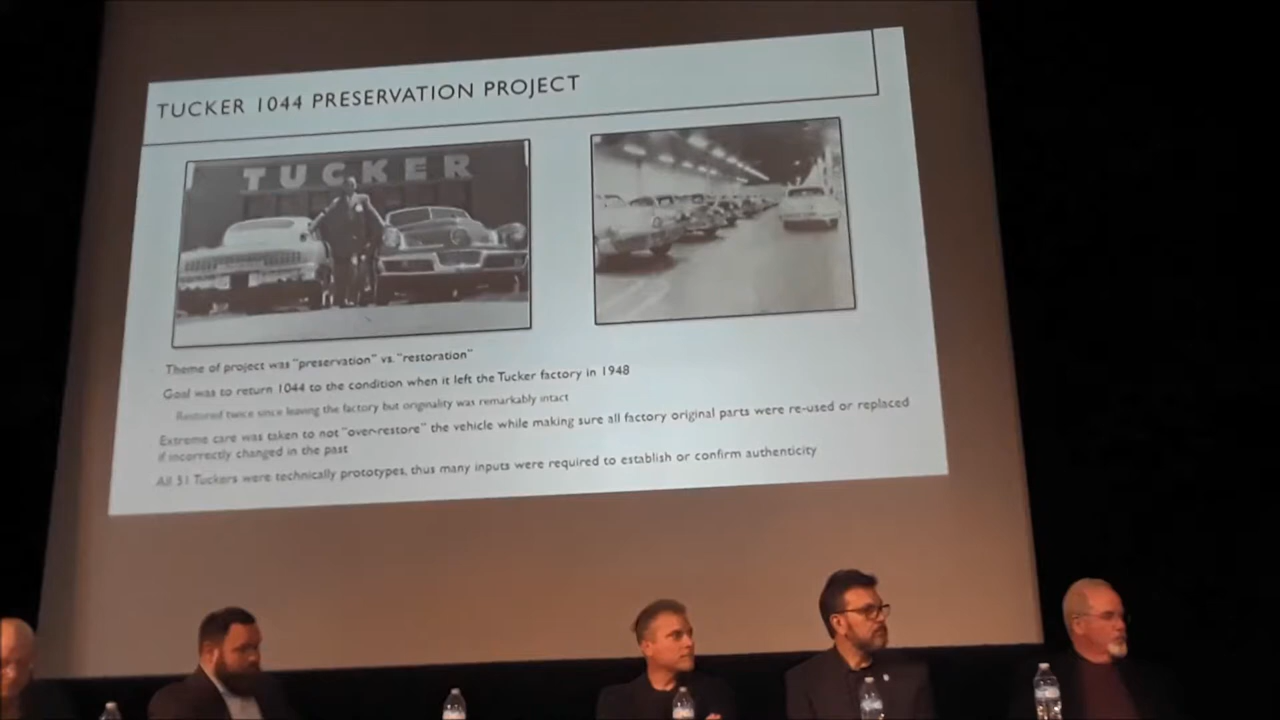 TUCKER 1044 PRESERVATION PROJECT
TUCKER
Theme of project was "preservation" vs. "restoration"
Goal was to return 1044 to the condition when it left the Tucker factory in 1948
Restored twice since leaving the factory but originality was remarkably intact
Extreme care was taken to not "over-restore" the vehicle while making sure all factory original parts were re-used or replaced
if incorrectly changed in the past
All 51 Tuckers were technically prototypes, thus many inputs were required to establish or confirm authenticity